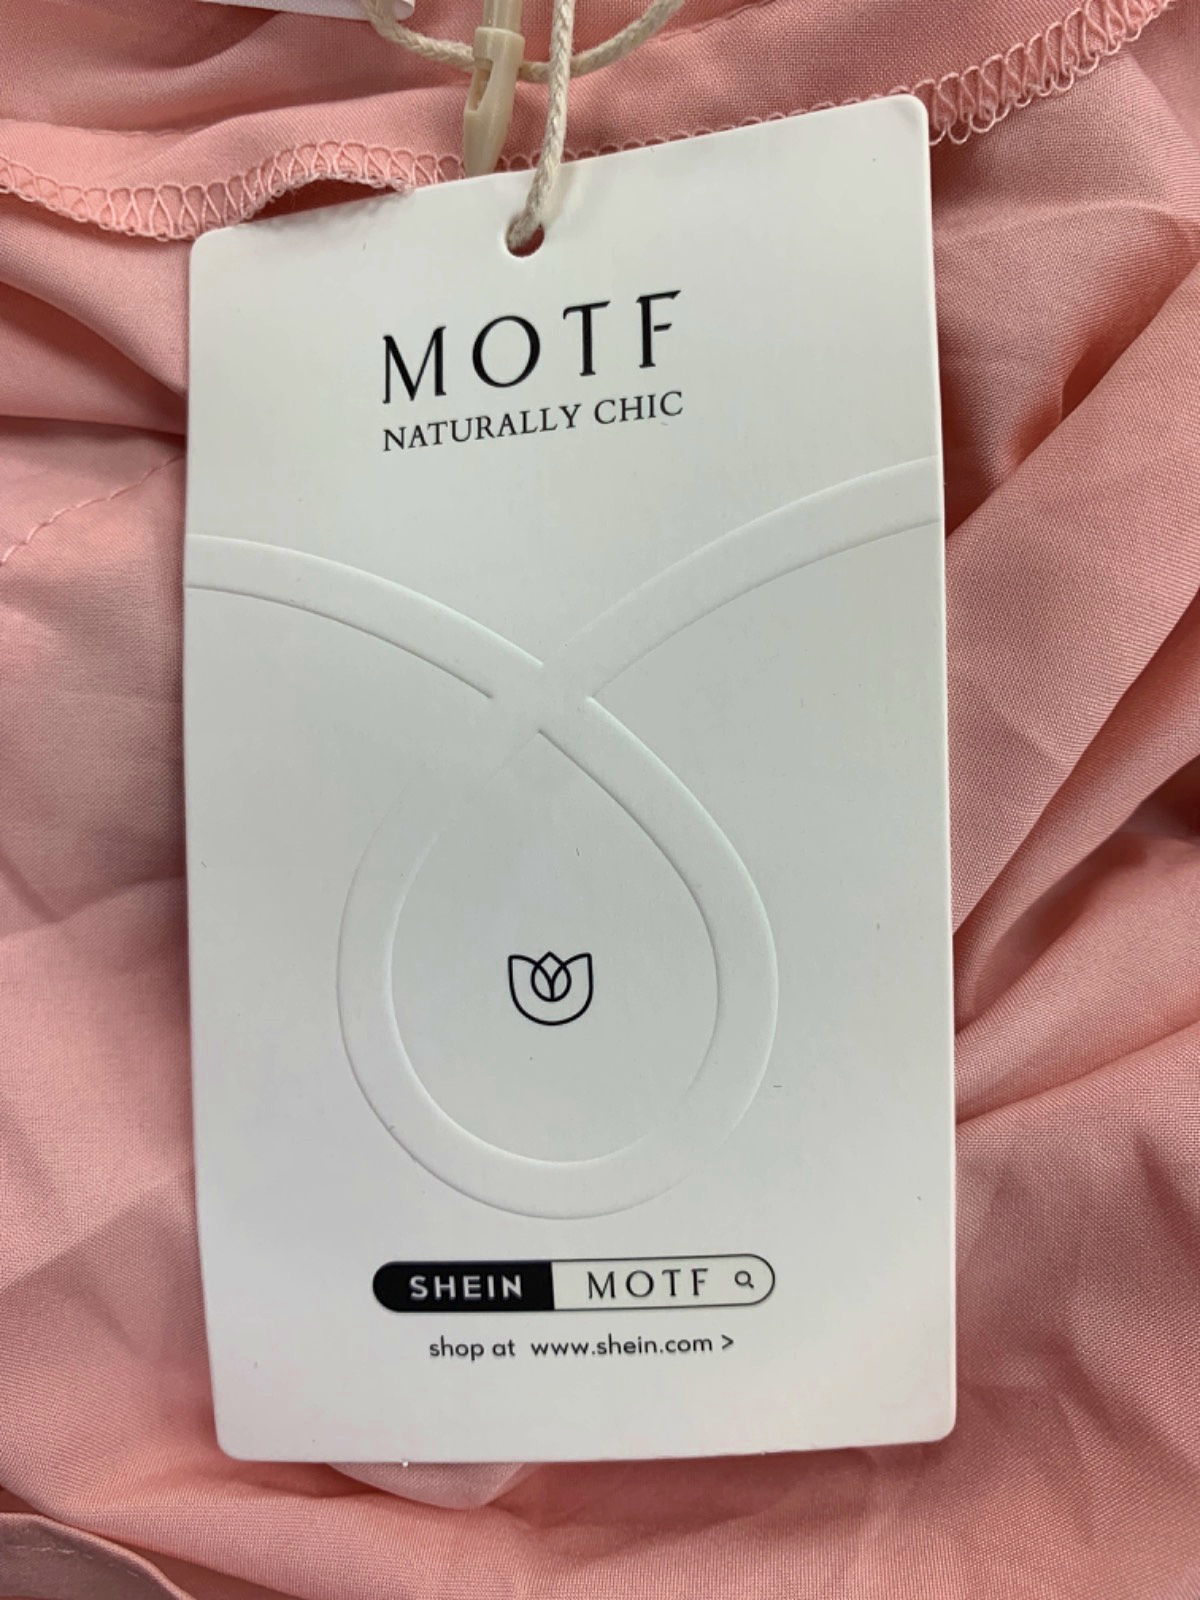 MOTF
NATURALLY CHIC
SHEIN MOTF
shop at www.shein.com >